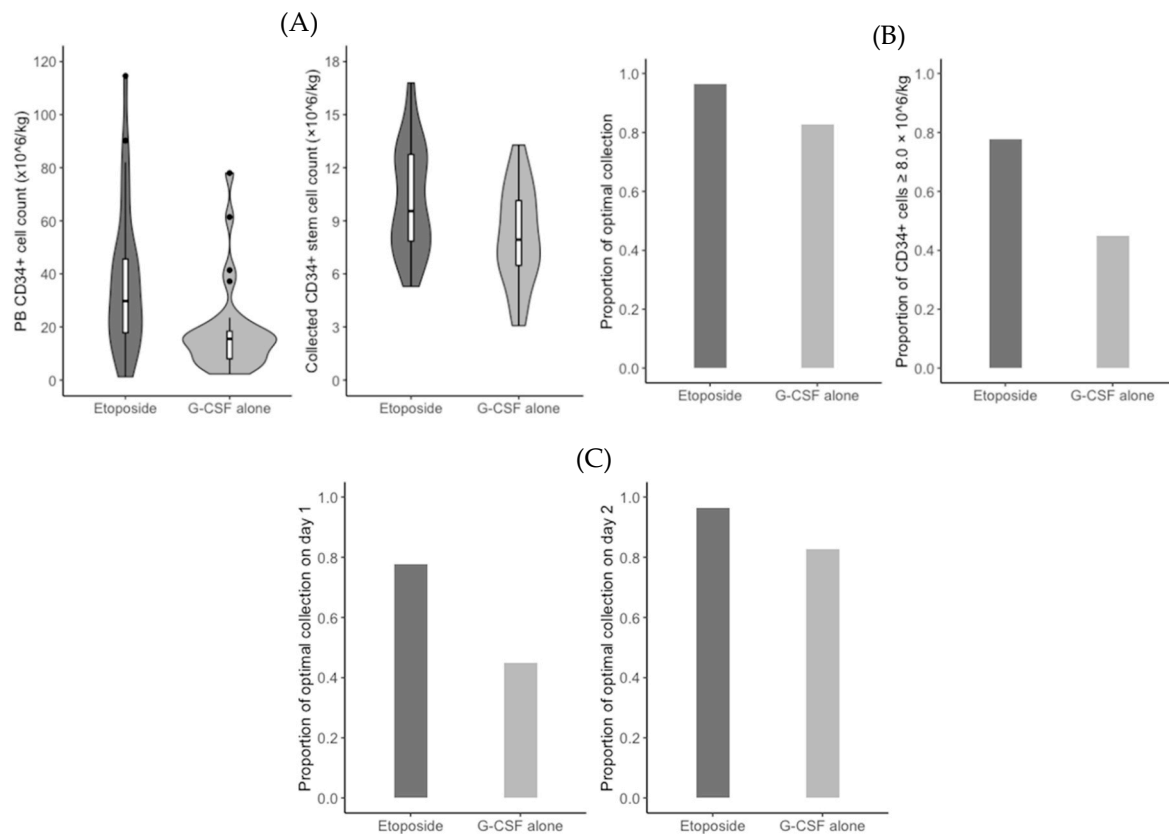 (A)
PB CD34+ cell count (x10^6/kg)
120
100
80
60
40
20
0
Etoposide
G-CSF alone
Collected CD34+ stem cell count (×10^6/kg)
18
15
12
9
6
3
0
Etoposide
G-CSF alone
(B)
Proportion of optimal collection
1.0
0.8
0.6
0.4
0.2
0.0
Etoposide
G-CSF alone
Proportion of CD34+ cells ≥ 8.0 × 10^6/kg
1.0
0.8
0.6
0.4
0.2
0.0
Etoposide
G-CSF alone
(C)
Proportion of optimal collection on day 1
1.0
0.8
0.6
0.4
0.2
0.0
Etoposide
G-CSF alone
Proportion of optimal collection on day 2
1.0
0.8
0.6
0.4
0.2
0.0
Etoposide
G-CSF alone